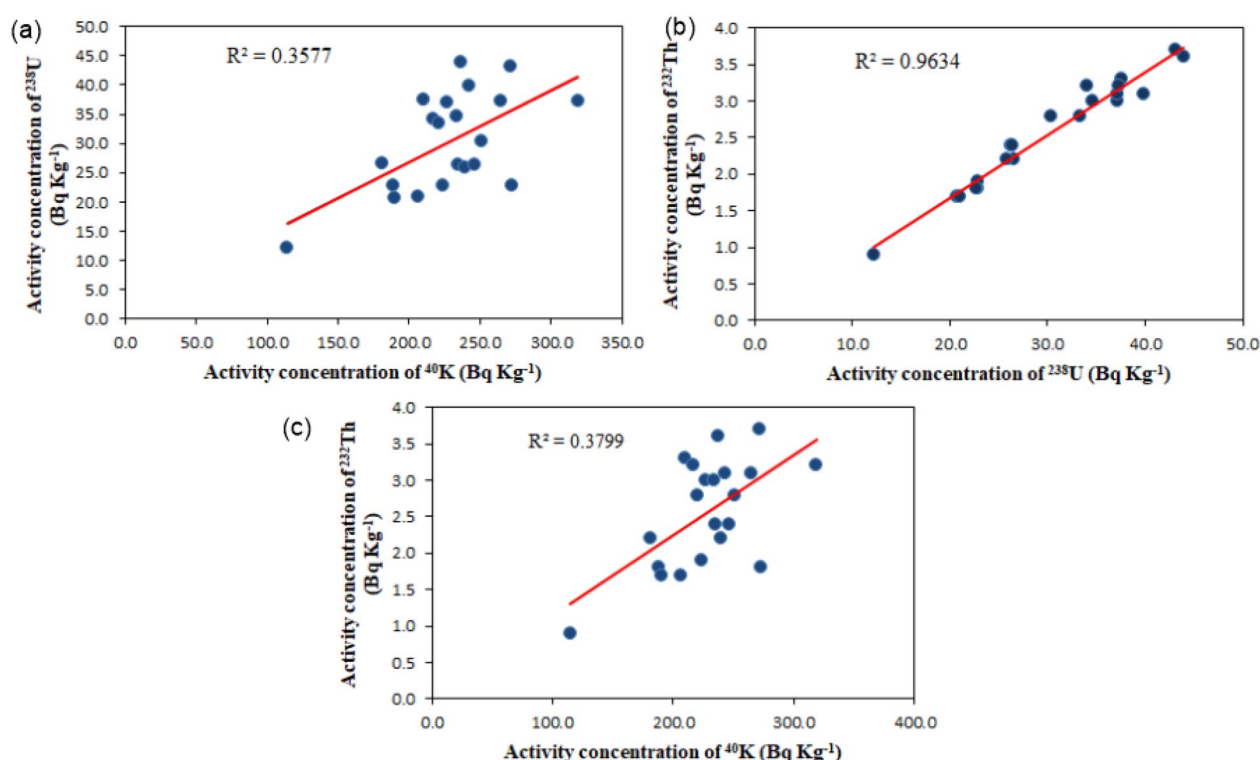 (a)
R² = 0.3577
Activity concentration of ²³⁸U
(Bq Kg⁻¹)
50.0
45.0
40.0
35.0
30.0
25.0
20.0
15.0
10.0
5.0
0.0
0.0 50.0 100.0 150.0 200.0 250.0 300.0 350.0
Activity concentration of ⁴⁰K (Bq Kg⁻¹)
(b)
R² = 0.9634
Activity concentration of ²³²Th
(Bq Kg⁻¹)
4.0
3.5
3.0
2.5
2.0
1.5
1.0
0.5
0.0
0.0 10.0 20.0 30.0 40.0 50.0
Activity concentration of ²³⁸U (Bq Kg⁻¹)
(c)
R² = 0.3799
Activity concentration of ²³²Th
(Bq Kg⁻¹)
4.0
3.5
3.0
2.5
2.0
1.5
1.0
0.5
0.0
0.0 100.0 200.0 300.0 400.0
Activity concentration of ⁴⁰K (Bq Kg⁻¹)